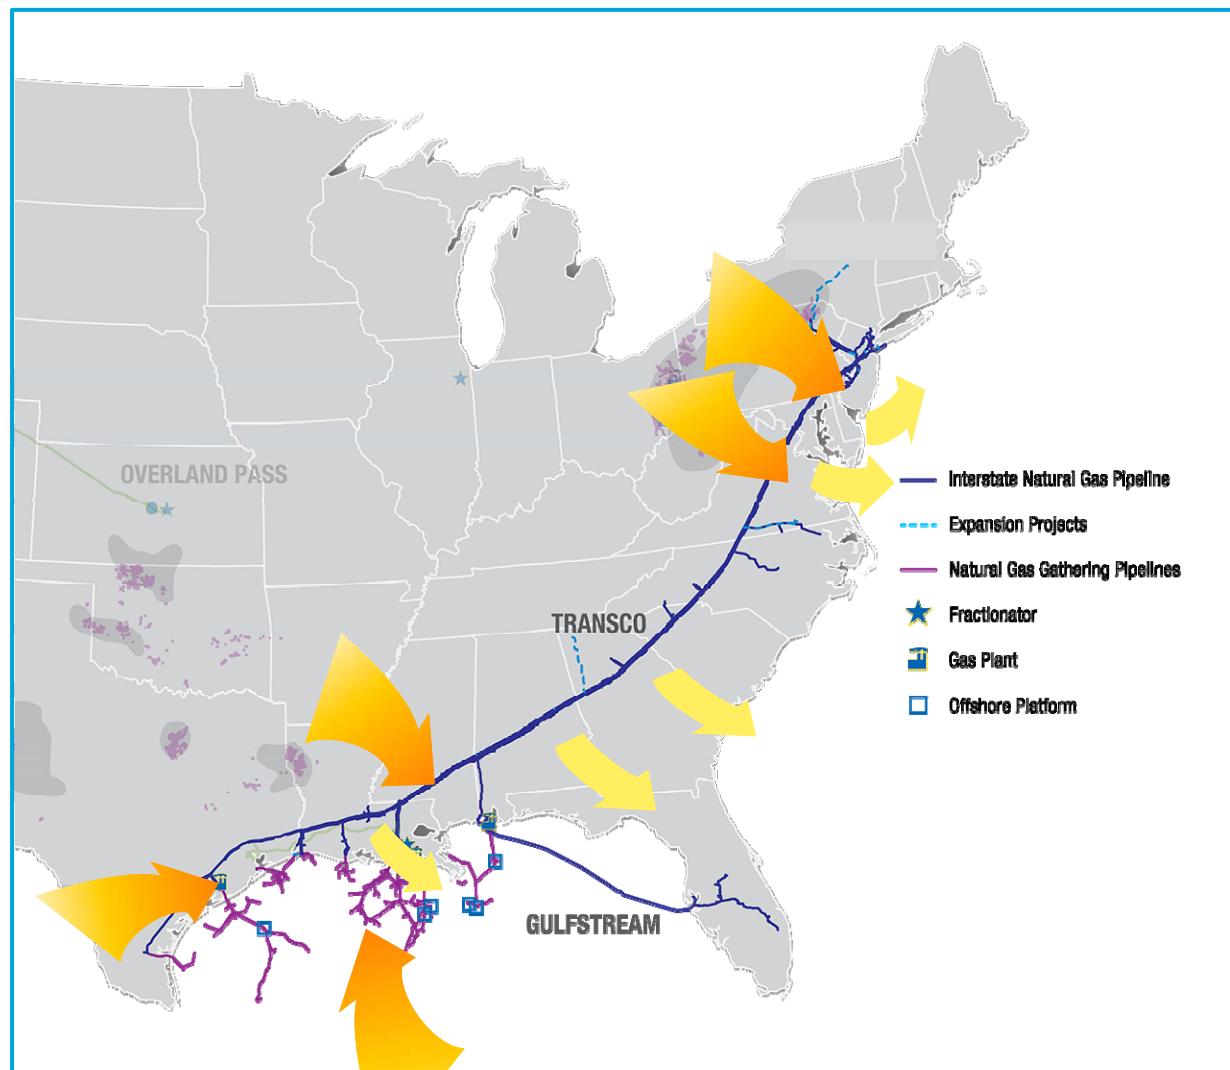 OVERLAND PASS
Interstate Natural Gas Pipeline
Expansion Projects
Natural Gas Gathering Pipelines
Fractionator
TRANSCO
Gas Plant
Offshore Platform
GULFSTREAM